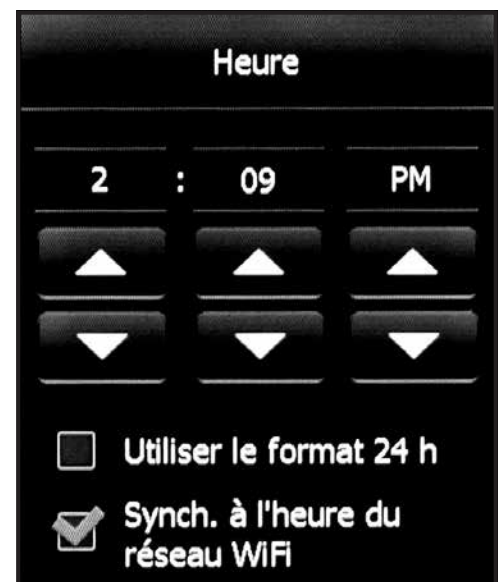 Heure
2 : 09 PM
Utiliser le format 24 h
Synch. à l'heure du
réseau WiFi